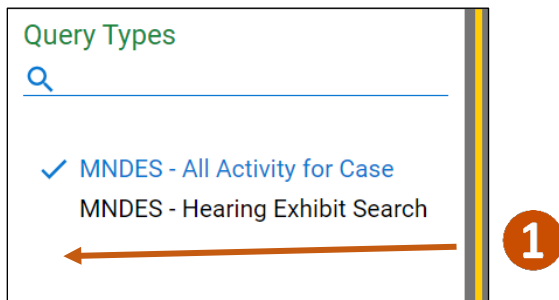 Query Types
MNDES - All Activity for Case
MNDES - Hearing Exhibit Search
1